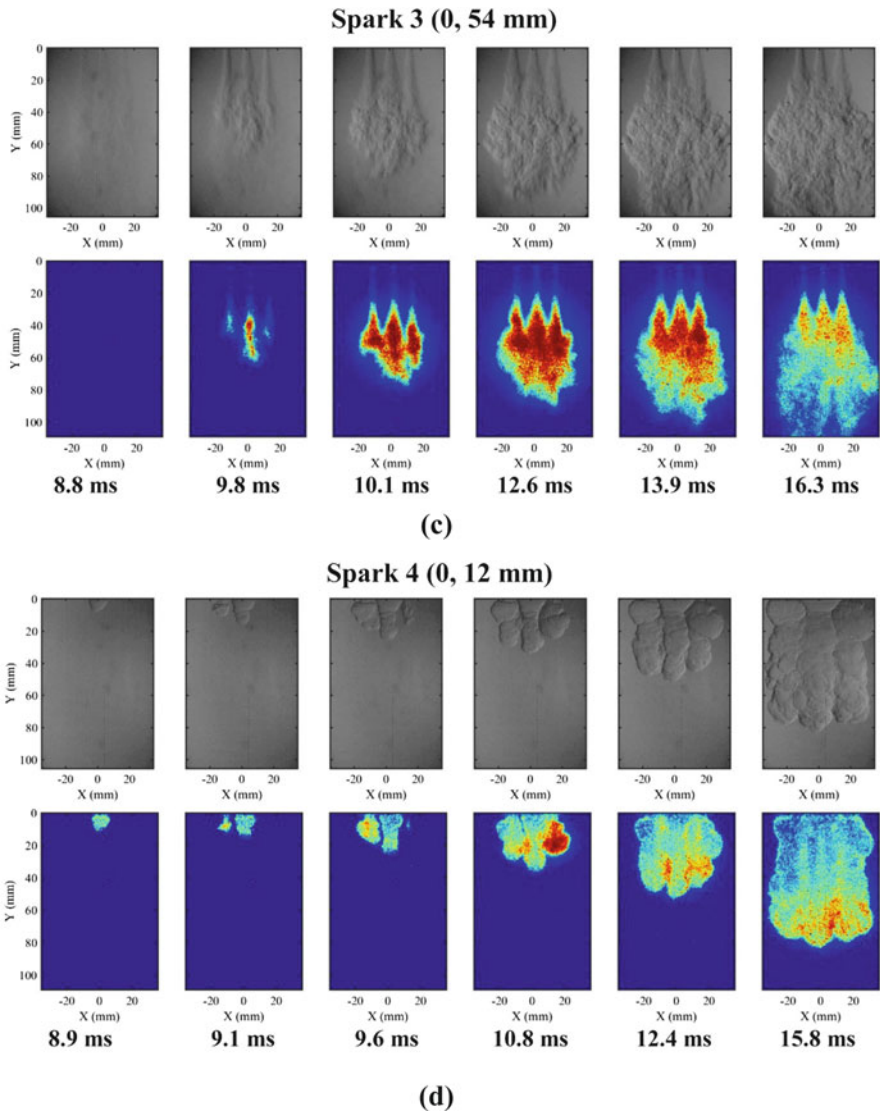 Spark 3 (0, 54 mm)
0
20
40
60
80
100
Y (mm)
-20 0 20 -20 0 20 -20 0 20 -20 0 20 -20 0 20 -20 0 20
X (mm) X (mm) X (mm) X (mm) X (mm) X (mm)
0
20
40
60
80
100
Y (mm)
-20 0 20 -20 0 20 -20 0 20 -20 0 20 -20 0 20 -20 0 20
X (mm) X (mm) X (mm) X (mm) X (mm) X (mm)
8.8 ms 9.8 ms 10.1 ms 12.6 ms 13.9 ms 16.3 ms
(c)
Spark 4 (0, 12 mm)
0
20
40
60
80
100
Y (mm)
-20 0 20 -20 0 20 -20 0 20 -20 0 20 -20 0 20 -20 0 20
X (mm) X (mm) X (mm) X (mm) X (mm) X (mm)
0
20
40
60
80
100
Y (mm)
-20 0 20 -20 0 20 -20 0 20 -20 0 20 -20 0 20 -20 0 20
X (mm) X (mm) X (mm) X (mm) X (mm) X (mm)
8.9 ms 9.1 ms 9.6 ms 10.8 ms 12.4 ms 15.8 ms
(d)